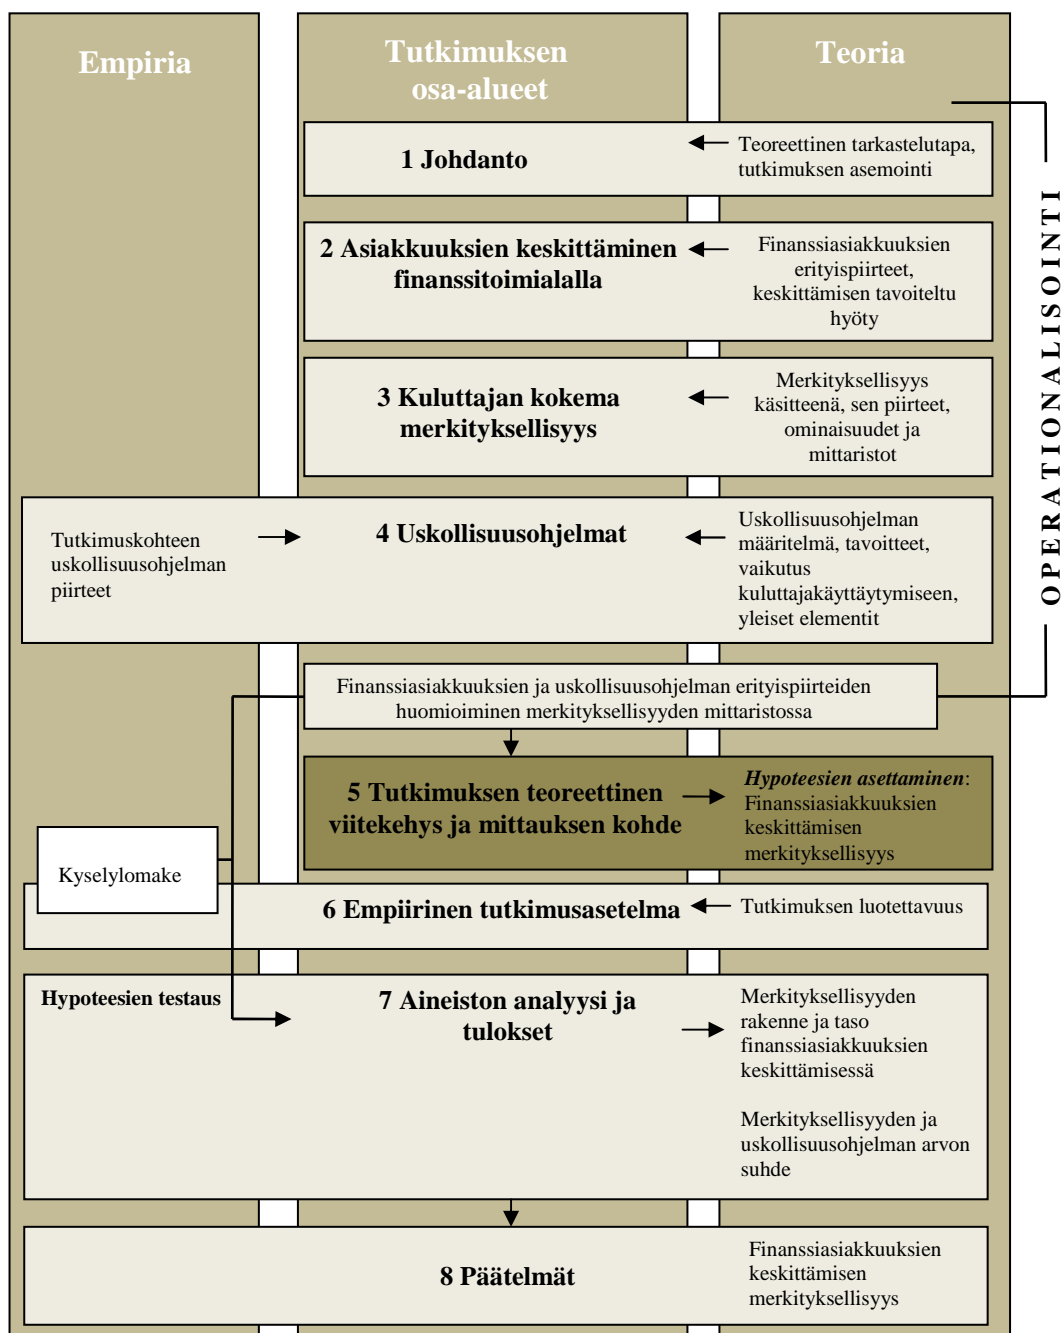 Empiria
Tutkimuksen
osa-alueet
Teoria
1 Johdanto
Teoreettinen tarkastelutapa,
tutkimuksen asemointi
2 Asiakkuuksien keskittäminen
finanssitoimialalla
Finanssiasiakkuuksien
erityispiirteet,
keskittämisen tavoiteltu
hyöty
3 Kuluttajan kokema
merkityksellisyys
Merkityksellisyys
käsitteenä, sen piirteet,
ominaisuudet ja
mittaristot
OPERATIONALISOINTI
Tutkimuskohteen
uskollisuusohjelman
piirteet
4 Uskollisuusohjelmat
Uskollisuusohjelman
määritelmä, tavoitteet,
vaikutus
kuluttajakäyttäytymiseen,
yleiset elementit
Finanssiasiakkuuksien ja uskollisuusohjelman erityispiirteiden
huomioiminen merkityksellisyyden mittaristossa
5 Tutkimuksen teoreettinen
viitekehys ja mittauksen kohde
Hypoteesien asettaminen:
Finanssiasiakkuuksien
keskittämisen
merkityksellisyys
Kyselylomake
6 Empiirinen tutkimusasetelma
Tutkimuksen luotettavuus
Hypoteesien testaus
7 Aineiston analyysi ja
tulokset
Merkityksellisyyden
rakenne ja taso
finanssiasiakkuuksien
keskittämisessä
Merkityksellisyyden ja
uskollisuusohjelman arvon
suhde
8 Päätelmät
Finanssiasiakkuuksien
keskittämisen
merkityksellisyys